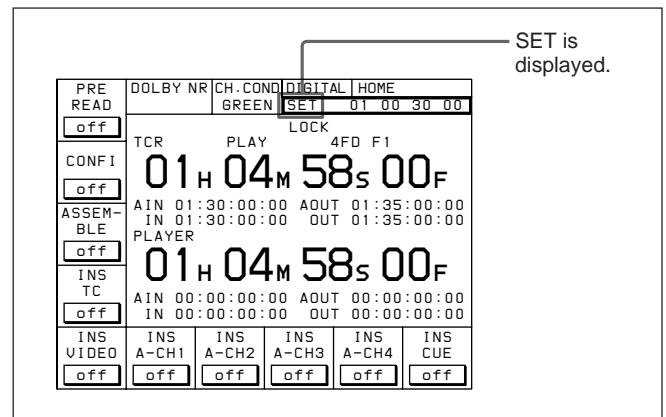 SET is
displayed.
PRE
READ
off
DOLBY NR
CH.COND
GREEN
DIGITAL
HOME
SET 01 00 30 00
LOCK
TCR PLAY 4FD F1
01H 04M 58S 00F
AIN 01:30:00:00 AOUT 01:35:00:00
IN 01:30:00:00 OUT 01:35:00:00
PLAYER
01H 04M 58S 00F
AIN 00:00:00:00 AOUT 00:00:00:00
IN 00:00:00:00 OUT 00:00:00:00
CONFI
off
ASSEM-
BLE
off
INS
TC
off
INS
VIDEO
off
INS
A-CH1
off
INS
A-CH2
off
INS
A-CH3
off
INS
A-CH4
off
INS
CUE
off